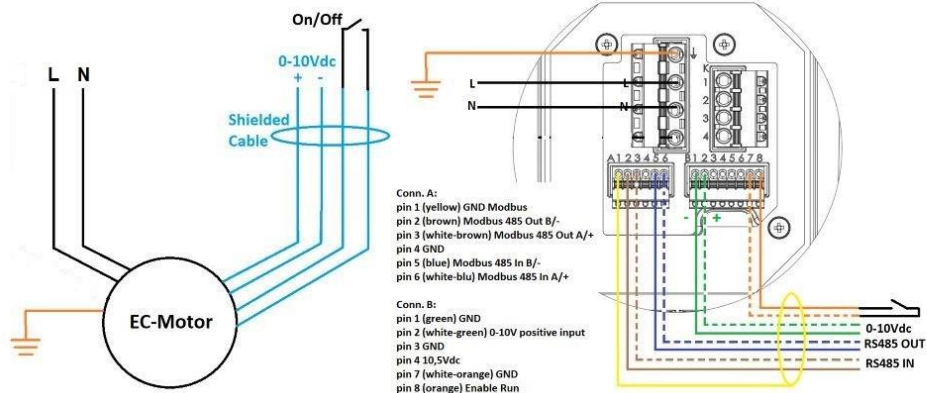 On/Off
L N
0-10Vdc
+ -
Shielded
Cable
EC-Motor
L
N
L
N
K
1
2
3
4
A 1 2 3 4 5 6
B 1 2 3 4 5 6 7 8
- +
Conn. A:
pin 1 (yellow) GND Modbus
pin 2 (brown) Modbus 485 Out B/-
pin 3 (white-brown) Modbus 485 Out A/+
pin 4 GND
pin 5 (blue) Modbus 485 In B/-
pin 6 (white-blu) Modbus 485 In A/+
Conn. B:
pin 1 (green) GND
pin 2 (white-green) 0-10V positive input
pin 3 GND
pin 4 10,5Vdc
pin 7 (white-orange) GND
pin 8 (orange) Enable Run
0-10Vdc
RS485 OUT
RS485 IN